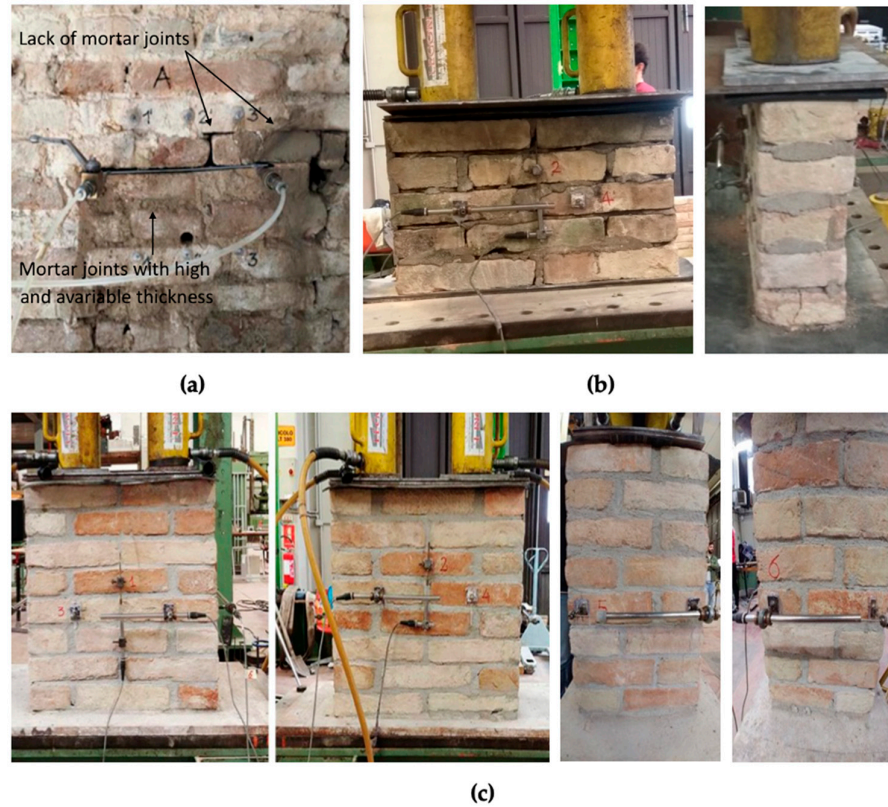 Lack of mortar joints
A
1
2
3
Mortar joints with high
and avariable thickness
3
(a)
2
4
(b)
1
3
2
4
5
6
(c)